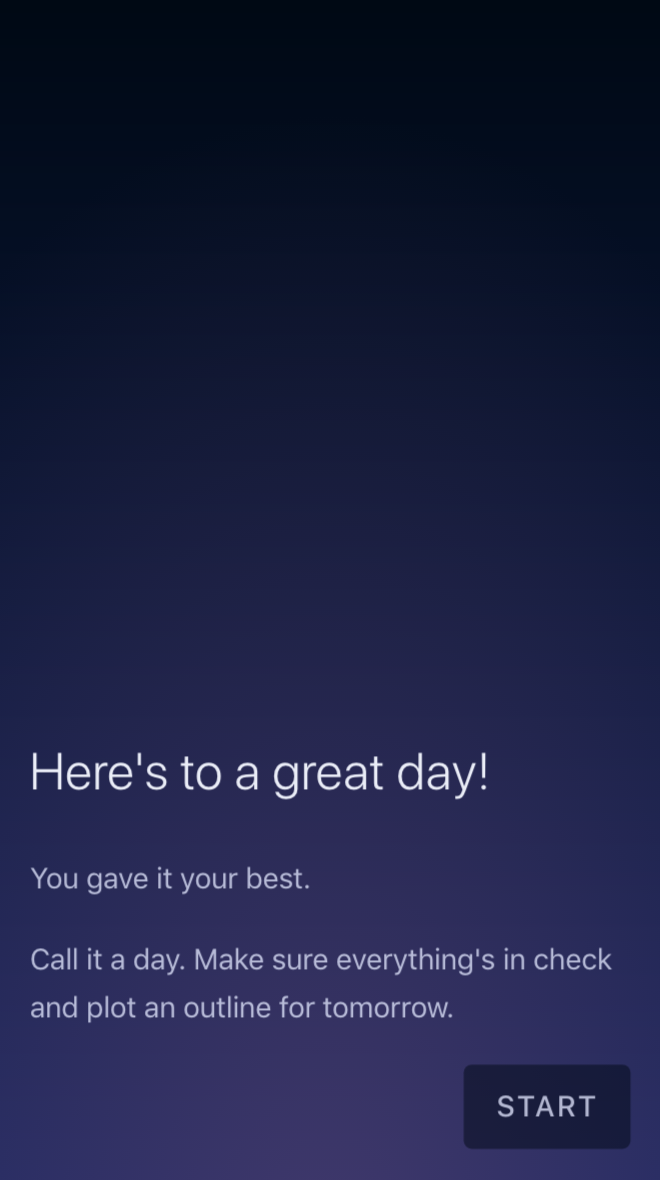 Here's to a great day!
You gave it your best.
Call it a day. Make sure everything's in check
and plot an outline for tomorrow.
START